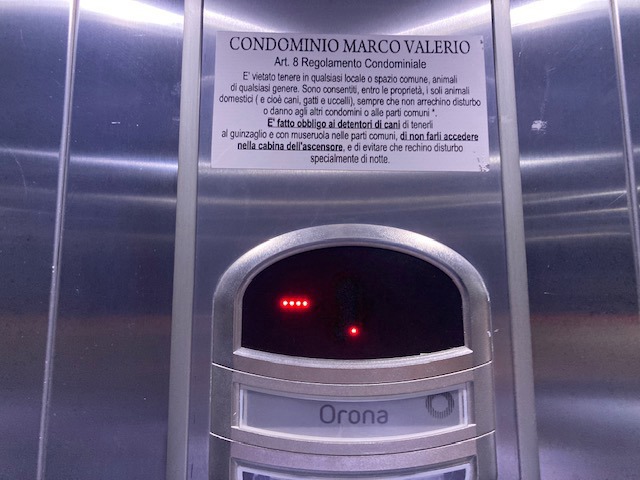 CONDOMINIO MARCO VALERIO
Art. 8 Regolamento Condominiale
E' vietato tenere in qualsiasi locale o spazio comune, animali
di qualsiasi genere. Sono consentiti, entro le proprietà, i soli animali
domestici ( e cioè cani, gatti e uccelli), sempre che non arrechino disturbo
o danno agli altri condomini o alle parti comuni *.
E' fatto obbligo ai detentori di cani di tenerli
al guinzaglio e con museruola nelle parti comuni, di non farli accedere
nella cabina dell'ascensore, e di evitare che rechino disturbo
specialmente di notte.
Orona